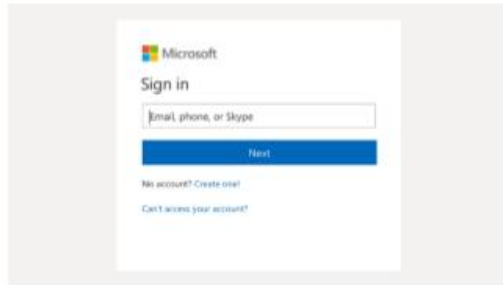 Microsoft
Sign in
Email, phone, or Skype
Next
No account? Create one!
Can't access your account?